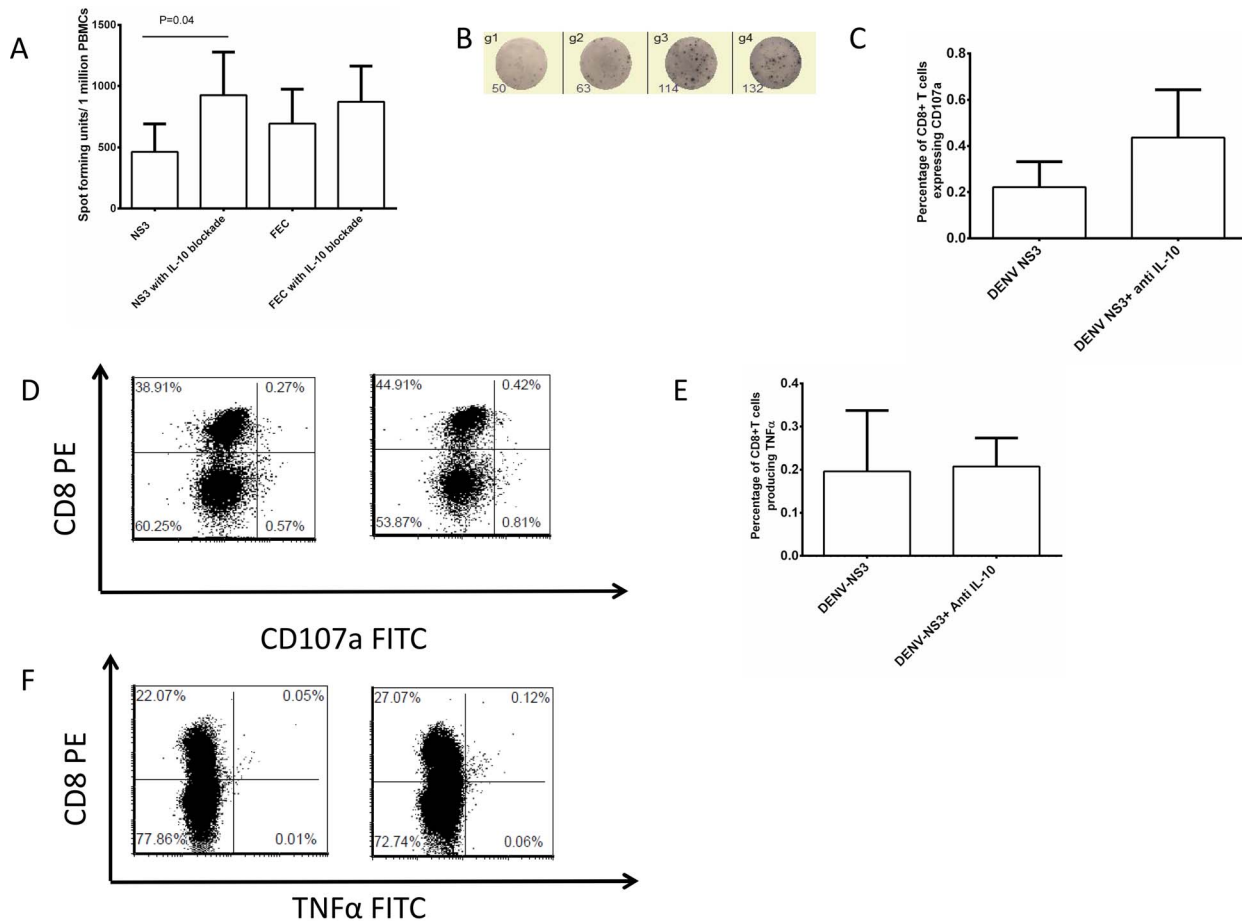 A
P=0.04
Spot forming units/ 1 million PBMCs
1500
1000
500
0
NS3
NS3 with IL-10 blockade
FEC
FEC with IL-10 blockade
B
g1
g2
g3
g4
50
63
114
132
C
Percentage of CD8+ T cells
expressing CD107a
0.8
0.6
0.4
0.2
0.0
DENV NS3
DENV NS3+ anti IL-10
D
CD8 PE
38.91%
0.27%
60.25%
0.57%
44.91%
0.42%
53.87%
0.81%
CD107a FITC
E
Percentage of CD8+T cells
producing TNFα
0.4
0.3
0.2
0.1
0.0
DENV-NS3
DENV-NS3+ Anti IL-10
F
CD8 PE
22.07%
0.05%
77.86%
0.01%
27.07%
0.12%
72.74%
0.06%
TNFα FITC